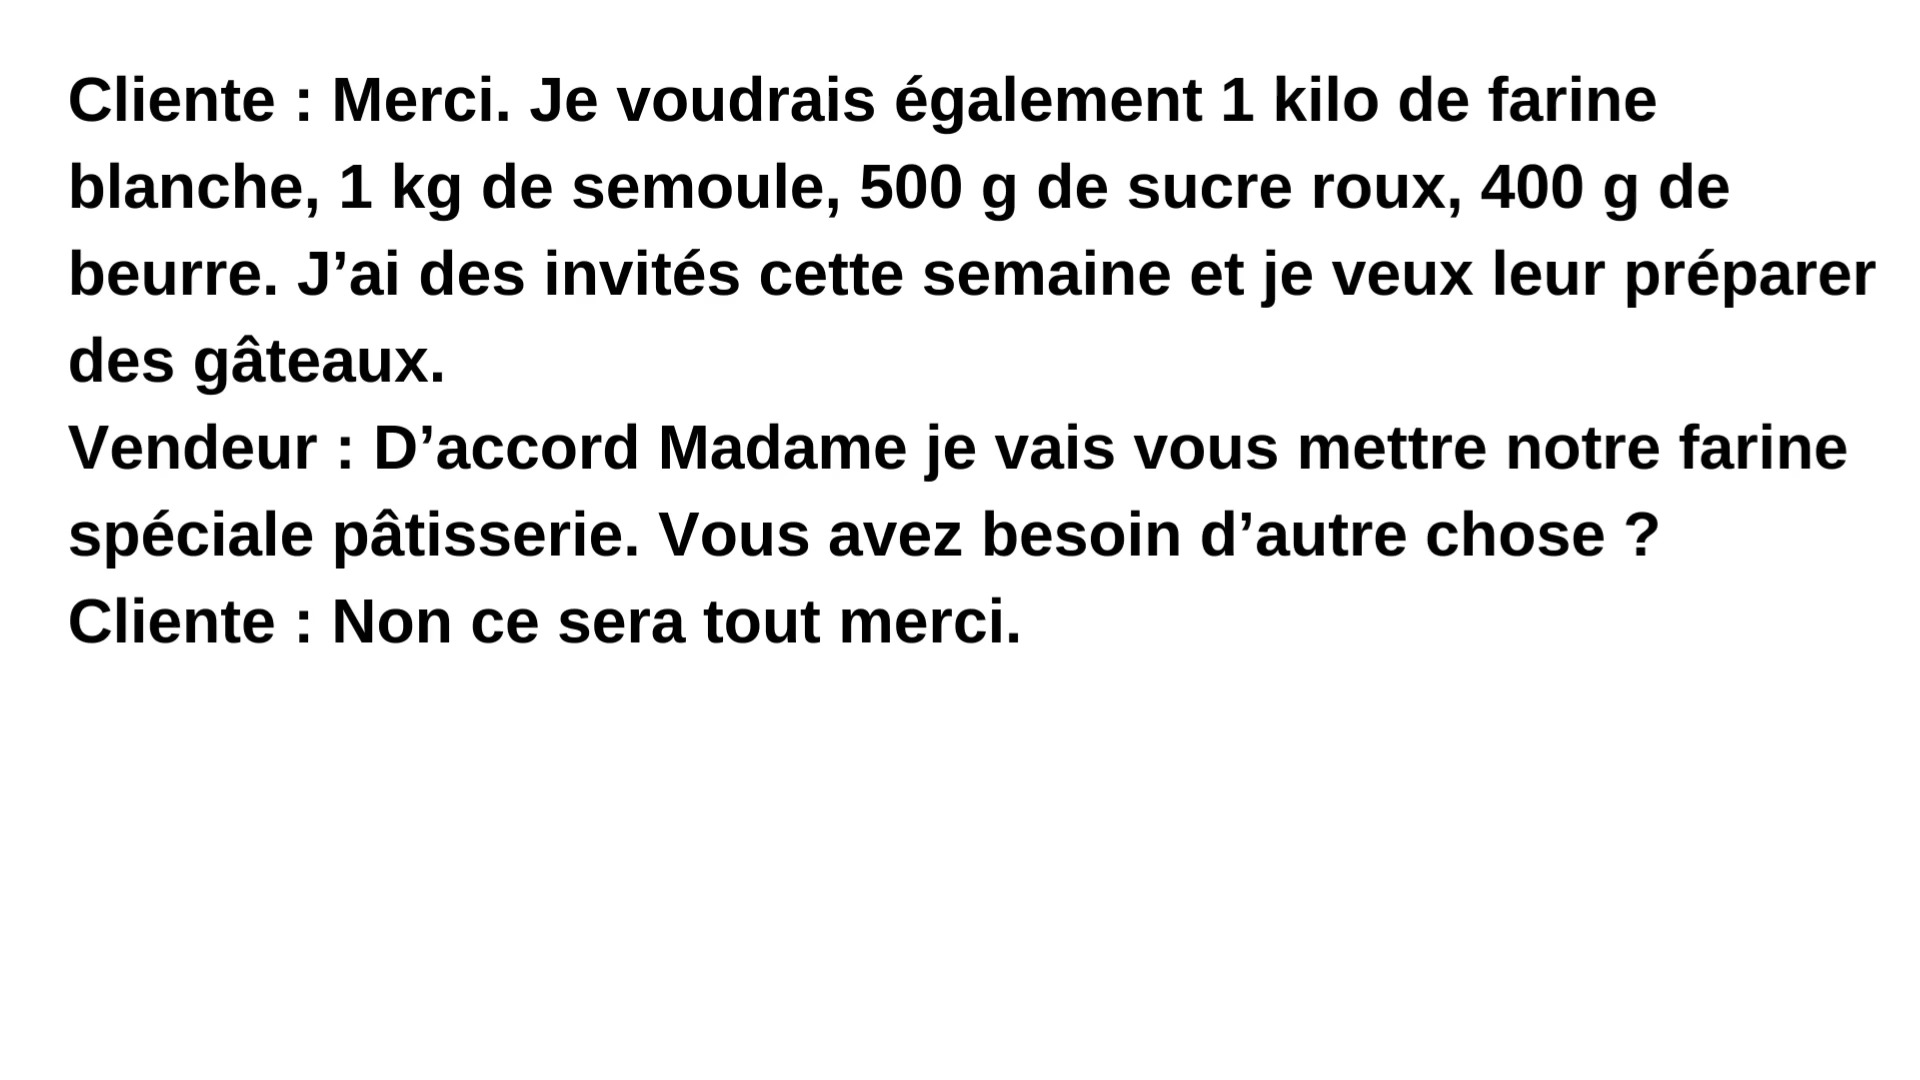 Cliente : Merci. Je voudrais également 1 kilo de farine
blanche, 1 kg de semoule, 500 g de sucre roux, 400 g de
beurre. J’ai des invités cette semaine et je veux leur préparer
des gâteaux.
Vendeur : D’accord Madame je vais vous mettre notre farine
spéciale pâtisserie. Vous avez besoin d’autre chose ?
Cliente : Non ce sera tout merci.